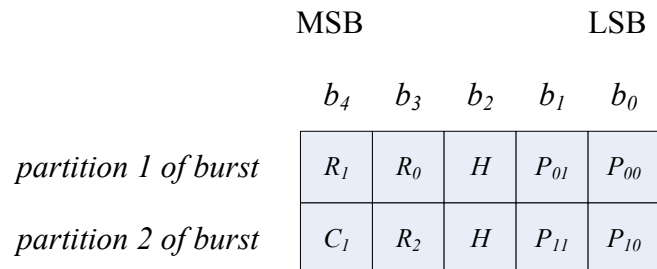 MSB LSB
b₄ b₃ b₂ b₁ b₀
partition 1 of burst R₁ R₀ H P₀₁ P₀₀
partition 2 of burst C₁ R₂ H P₁₁ P₁₀